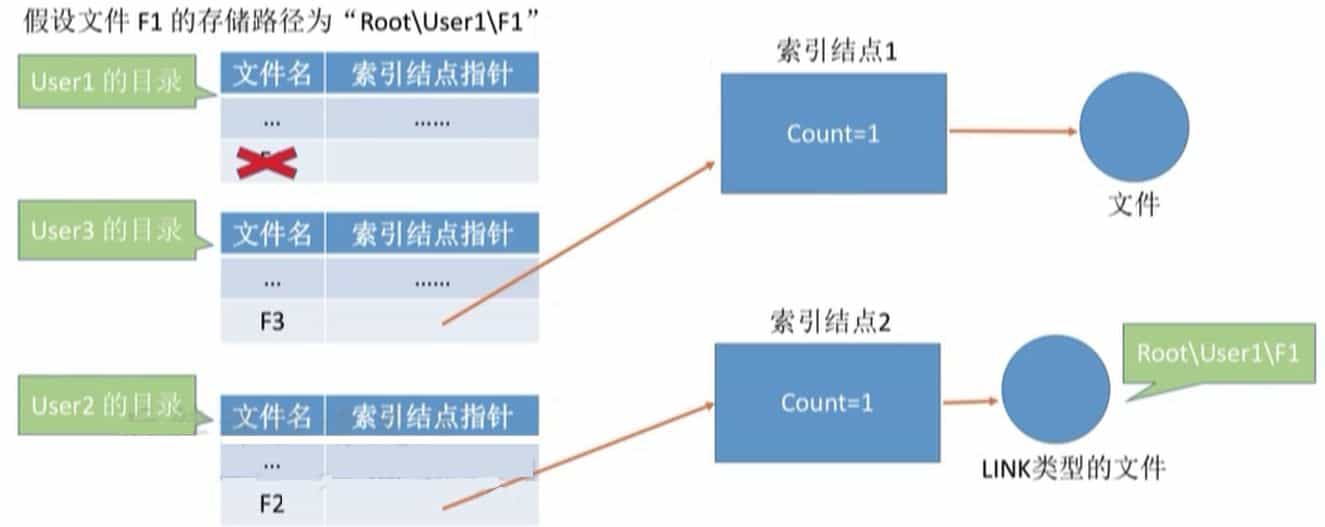 假设文件 F1 的存储路径为“Root\User1\F1”
User1 的目录
文件名 索引结点指针
... ......
User3 的目录
文件名 索引结点指针
... ......
F3
User2 的目录
文件名 索引结点指针
...
F2
索引结点1
Count=1
文件
索引结点2
Count=1
Root\User1\F1
LINK类型的文件